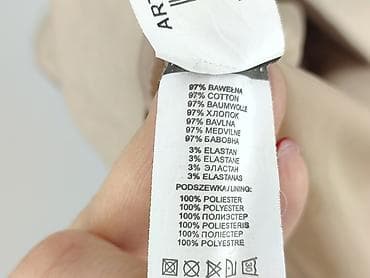 ART
97% BAWEŁNA
97% COTTON
97% BAUMWOLLE
97% ХЛОПОК
97% BAVLNA
97% MEDVILNE
97% БАВОВНА
3% ELASTAN
3% ELASTANE
3% ЭЛАСТАН
3% ELASTANAS
PODSZEWKA/LINING:
100% POLIESTER
100% POLYESTER
100% ПОЛИЭСТЕР
100% POLIESTERIS
100% ПОЛІЕСТЕР
100% POLYESTRE